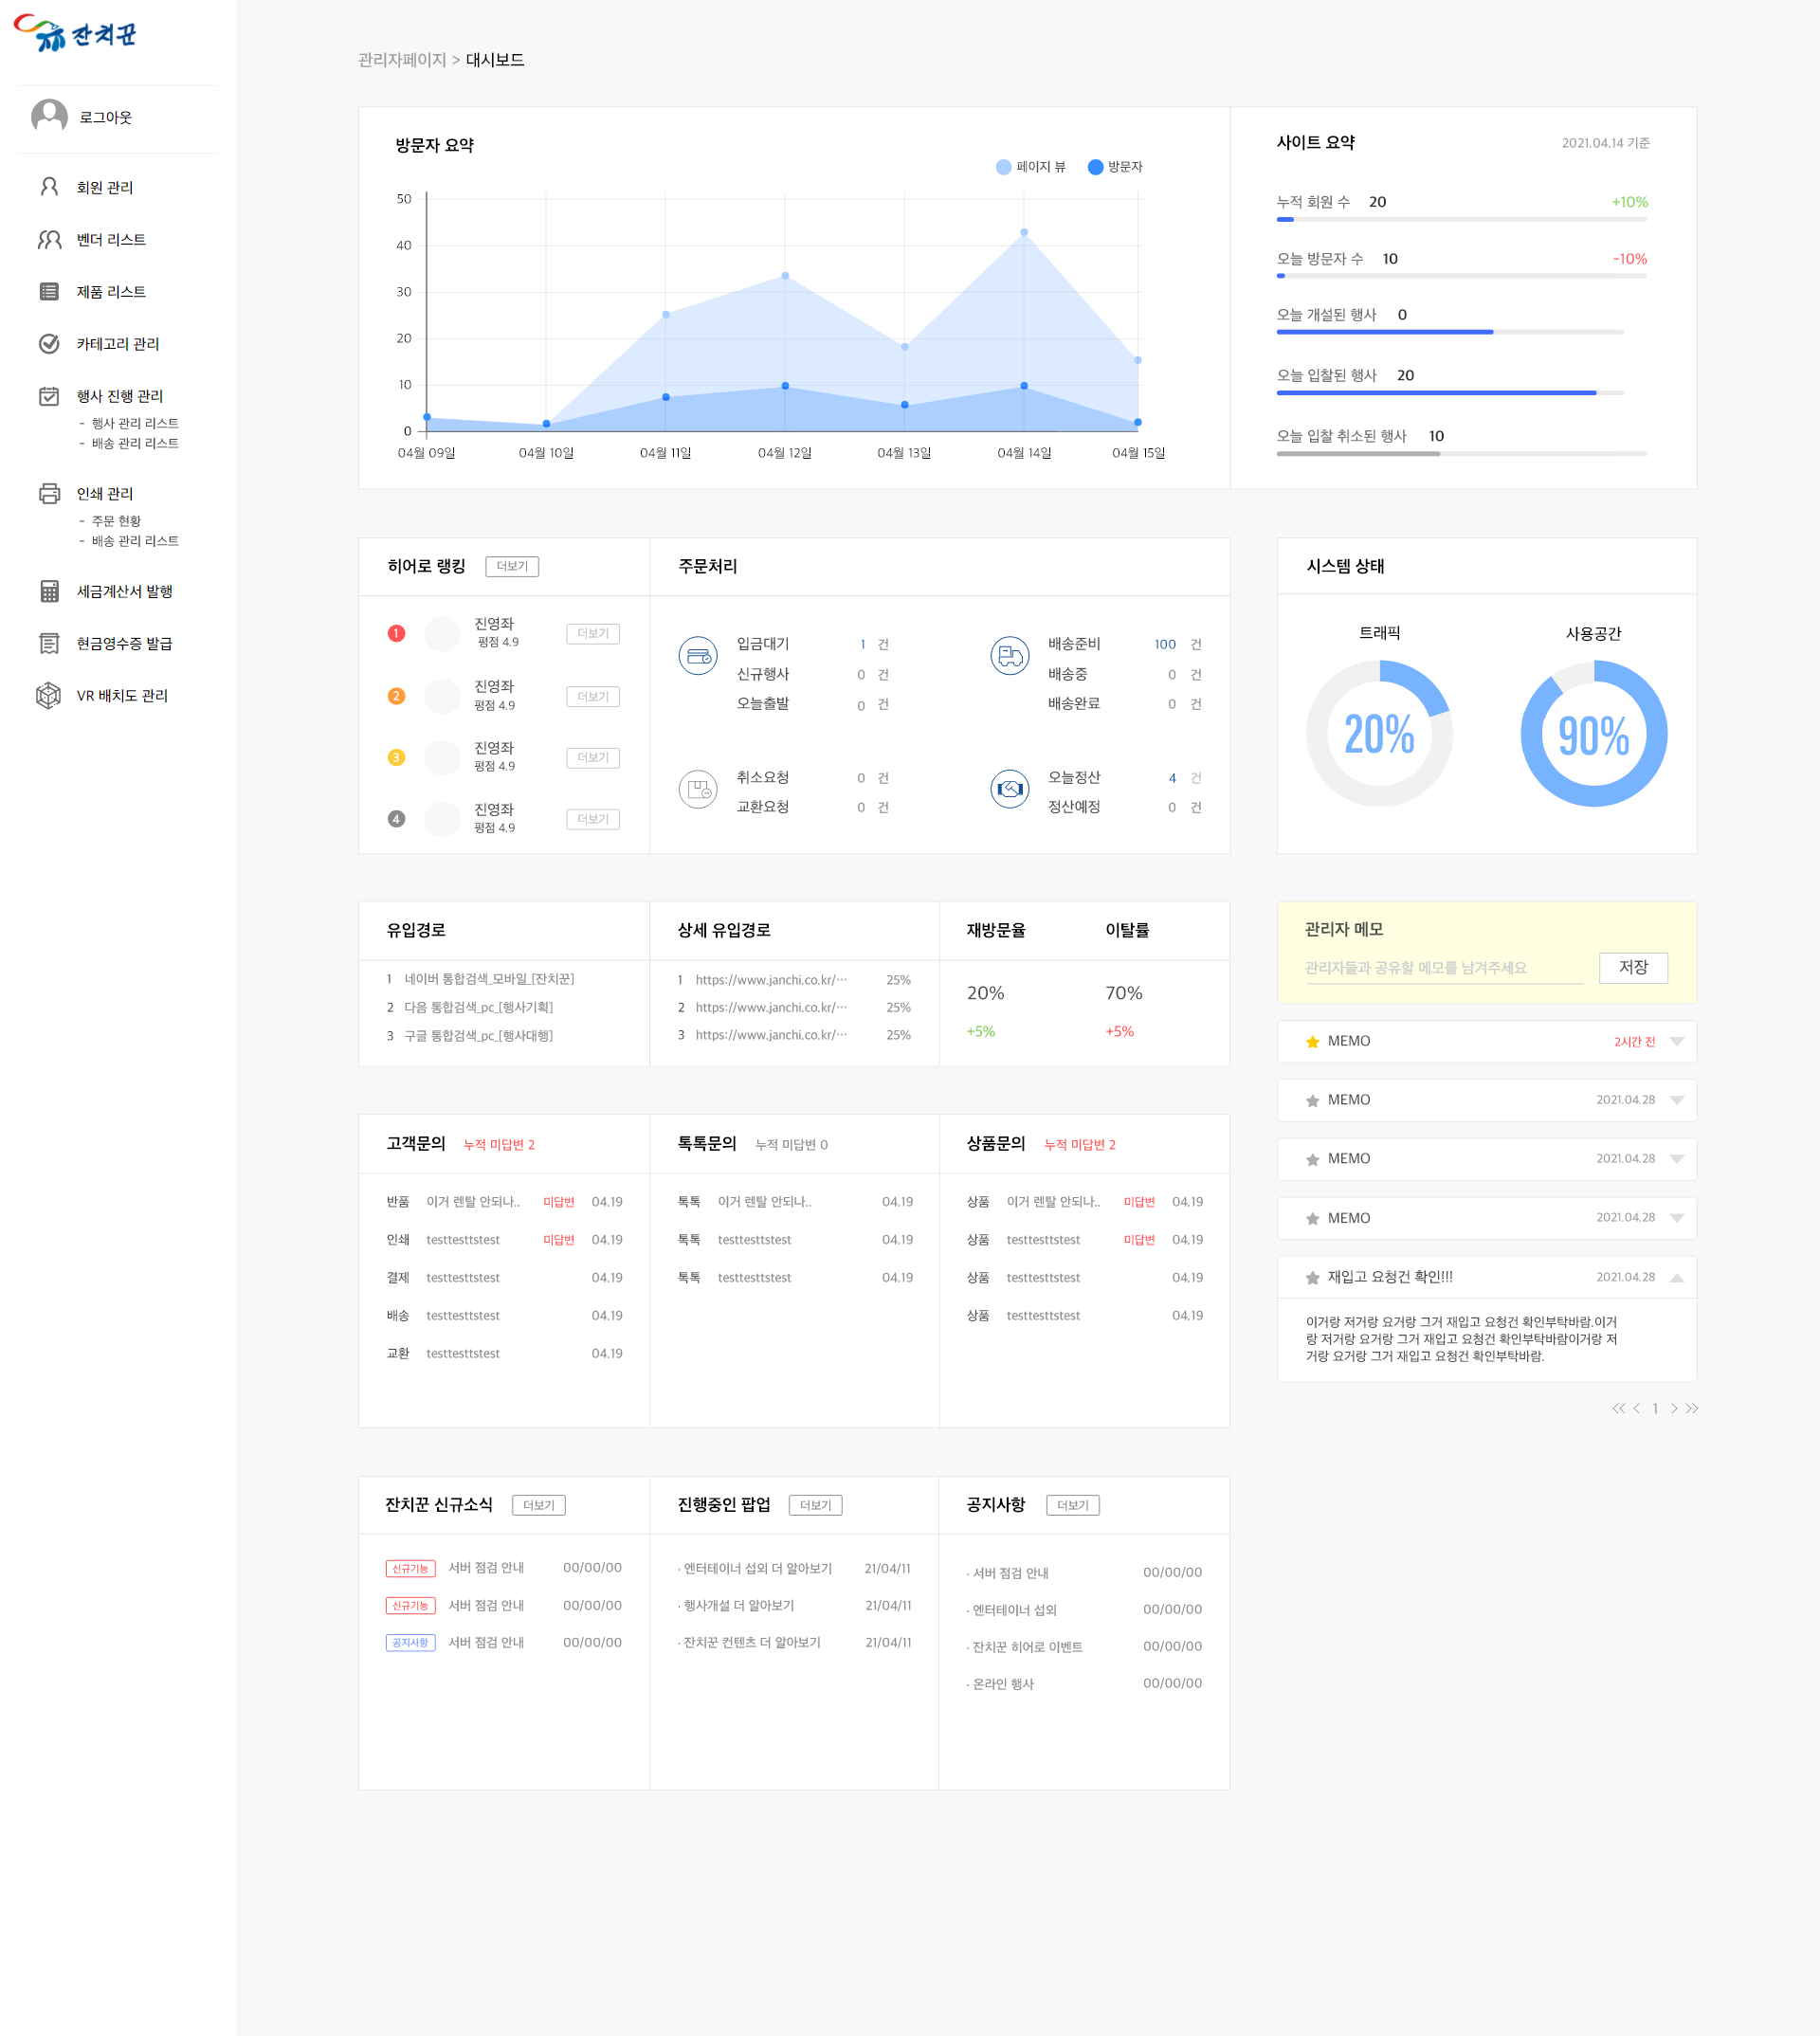 잔치꾼
로그아웃
회원 관리
벤더 리스트
제품 리스트
카테고리 관리
행사 진행 관리
- 행사 관리 리스트
- 배송 관리 리스트
인쇄 관리
- 주문 현황
- 배송 관리 리스트
세금계산서 발행
현금영수증 발급
VR 배치도 관리
관리자페이지 > 대시보드
방문자 요약
페이지 뷰 방문자
50
40
30
20
10
0
04월 09일 04월 10일 04월 11일 04월 12일 04월 13일 04월 14일 04월 15일
사이트 요약 2021.04.14 기준
누적 회원 수 20 +10%
오늘 방문자 수 10 -10%
오늘 개설된 행사 0
오늘 입찰된 행사 20
오늘 입찰 취소된 행사 10
히어로 랭킹 더보기
1 진영좌 더보기
평점 4.9
2 진영좌 더보기
평점 4.9
3 진영좌 더보기
평점 4.9
4 진영좌 더보기
평점 4.9
주문처리
입금대기 1 건
신규행사 0 건
오늘출발 0 건
배송준비 100 건
배송중 0 건
배송완료 0 건
취소요청 0 건
교환요청 0 건
오늘정산 4 건
정산예정 0 건
시스템 상태
트래픽 사용공간
20% 90%
유입경로
1 네이버 통합검색_모바일_[잔치꾼]
2 다음 통합검색_pc_[행사기획]
3 구글 통합검색_pc_[행사대행]
상세 유입경로
1 https://www.janchi.co.kr/··· 25%
2 https://www.janchi.co.kr/··· 25%
3 https://www.janchi.co.kr/··· 25%
재방문율 이탈률
20% 70%
+5% +5%
관리자 메모
관리자들과 공유할 메모를 남겨주세요 저장
MEMO 2시간 전
MEMO 2021.04.28
MEMO 2021.04.28
MEMO 2021.04.28
재입고 요청건 확인!!! 2021.04.28
이거랑 저거랑 요거랑 그거 재입고 요청건 확인부탁바람.이거
랑 저거랑 요거랑 그거 재입고 요청건 확인부탁바람이거랑 저
거랑 요거랑 그거 재입고 요청건 확인부탁바람.
<< < 1 > >>
고객문의 누적 미답변 2
반품 이거 렌탈 안되나.. 미답변 04.19
인쇄 testtesttstest 미답변 04.19
결제 testtesttstest 04.19
배송 testtesttstest 04.19
교환 testtesttstest 04.19
톡톡문의 누적 미답변 0
톡톡 이거 렌탈 안되나.. 04.19
톡톡 testtesttstest 04.19
톡톡 testtesttstest 04.19
상품문의 누적 미답변 2
상품 이거 렌탈 안되나.. 미답변 04.19
상품 testtesttstest 미답변 04.19
상품 testtesttstest 04.19
상품 testtesttstest 04.19
잔치꾼 신규소식 더보기
신규기능 서버 점검 안내 00/00/00
신규기능 서버 점검 안내 00/00/00
공지사항 서버 점검 안내 00/00/00
진행중인 팝업 더보기
· 엔터테이너 섭외 더 알아보기 21/04/11
· 행사개설 더 알아보기 21/04/11
· 잔치꾼 컨텐츠 더 알아보기 21/04/11
공지사항 더보기
· 서버 점검 안내 00/00/00
· 엔터테이너 섭외 00/00/00
· 잔치꾼 히어로 이벤트 00/00/00
· 온라인 행사 00/00/00